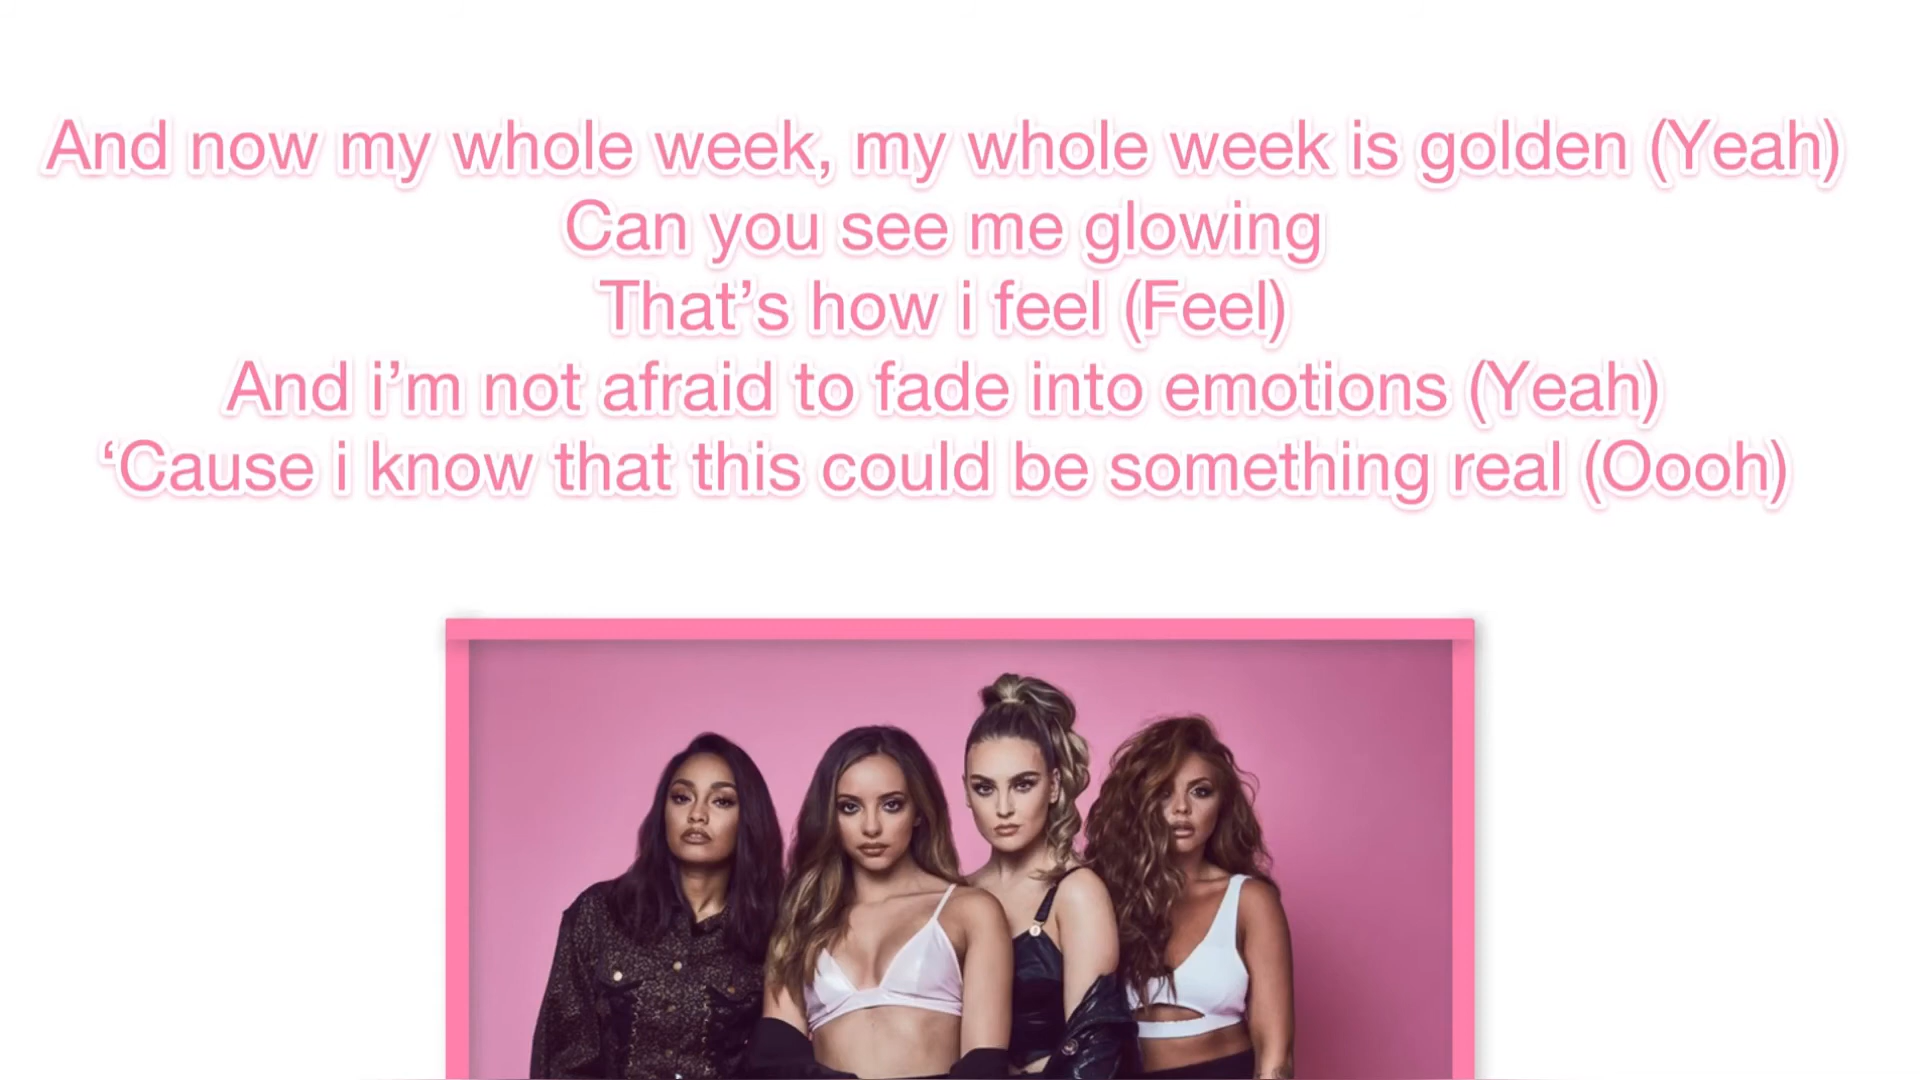 And now my whole week, my whole week is golden (Yeah)
Can you see me glowing
That’s how i feel (Feel)
And i’m not afraid to fade into emotions (Yeah)
‘Cause i know that this could be something real (Oooh)